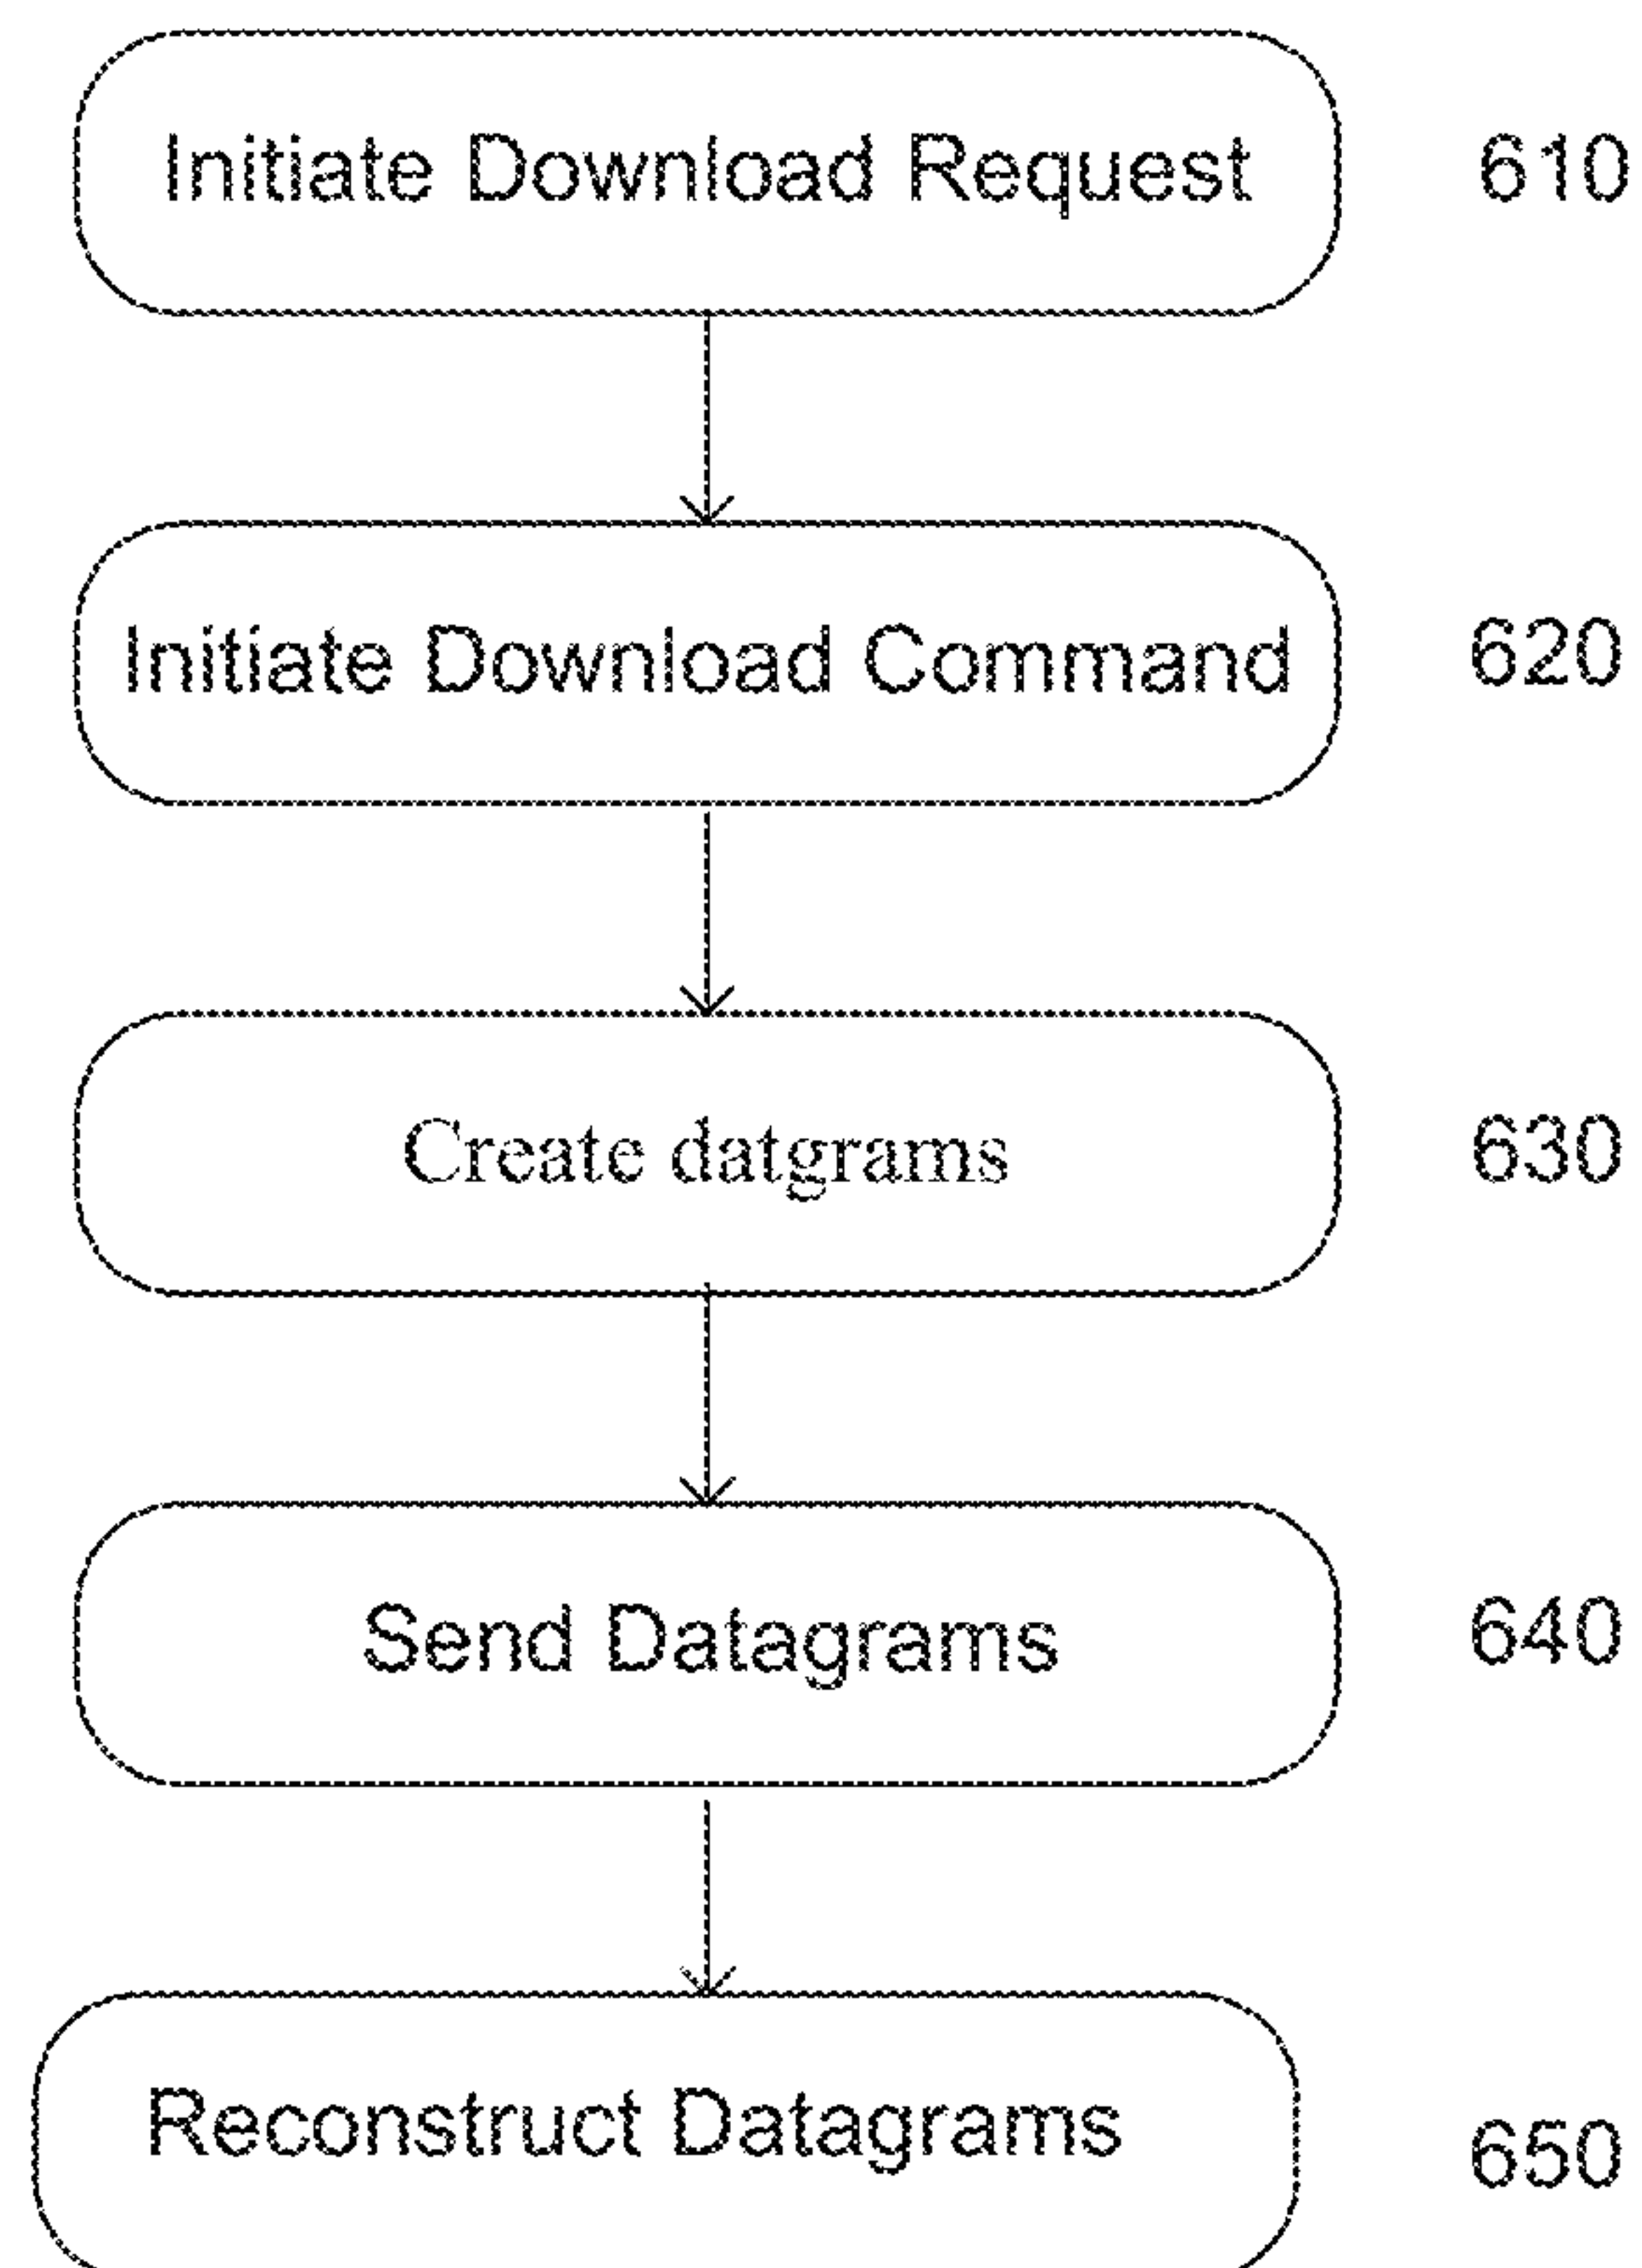 Initiate Download Request 610
Initiate Download Command 620
Create datgrams 630
Send Datagrams 640
Reconstruct Datagrams 650